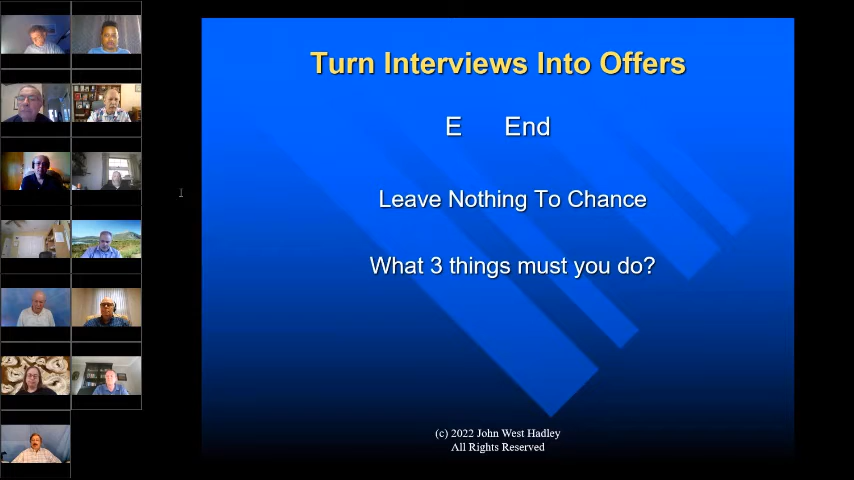 Turn Interviews Into Offers
E End
Leave Nothing To Chance
What 3 things must you do?
(c) 2022 John West Hadley
All Rights Reserved